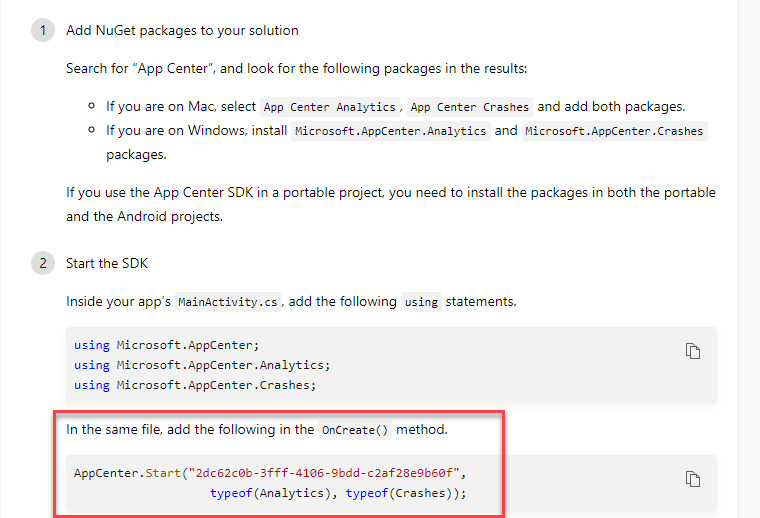 1 Add NuGet packages to your solution
Search for “App Center”, and look for the following packages in the results:
If you are on Mac, select App Center Analytics, App Center Crashes and add both packages.
If you are on Windows, install Microsoft.AppCenter.Analytics and Microsoft.AppCenter.Crashes
packages.
If you use the App Center SDK in a portable project, you need to install the packages in both the portable
and the Android projects.
2 Start the SDK
Inside your app’s MainActivity.cs, add the following using statements.
using Microsoft.AppCenter;
using Microsoft.AppCenter.Analytics;
using Microsoft.AppCenter.Crashes;
In the same file, add the following in the OnCreate() method.
AppCenter.Start("2dc62c0b-3fff-4106-9bdd-c2af28e9b60f",
typeof(Analytics), typeof(Crashes));